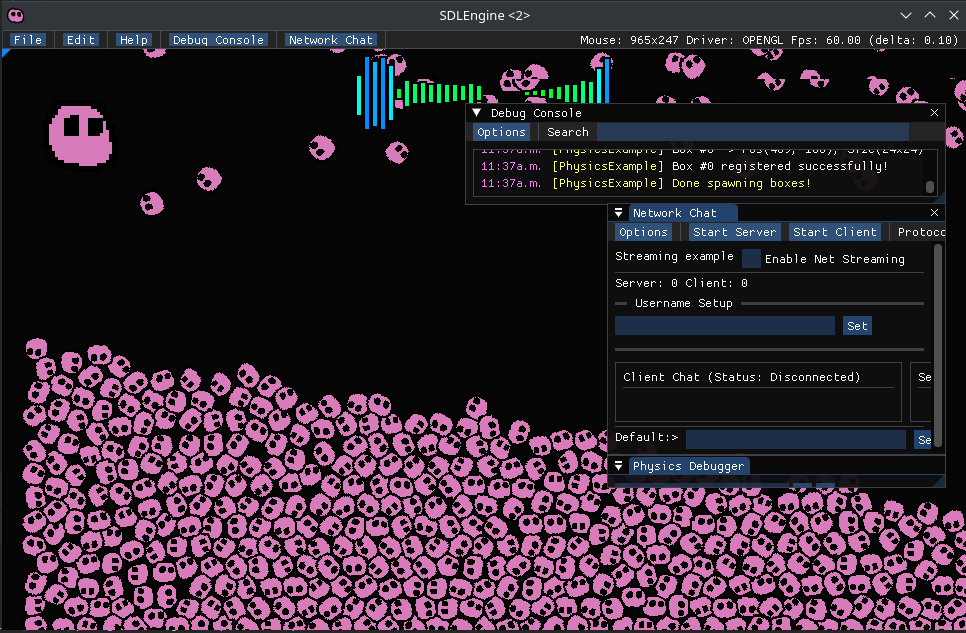 SDLEngine <2>
File Edit Help Debug Console Network Chat Mouse: 965x247 Driver: OPENGL Fps: 60.00 (delta: 0.10)
Debug Console
Options Search
11:37a.m. [PhysicsExample] Box #0 -> Pos(409, 100), Size(24x24)
11:37a.m. [PhysicsExample] Box #0 registered successfully!
11:37a.m. [PhysicsExample] Done spawning boxes!
Network Chat
Options Start Server Start Client Protoco
Streaming example Enable Net Streaming
Server: 0 Client: 0
Username Setup
Set
Client Chat (Status: Disconnected) Se
Default:> Se
Physics Debugger